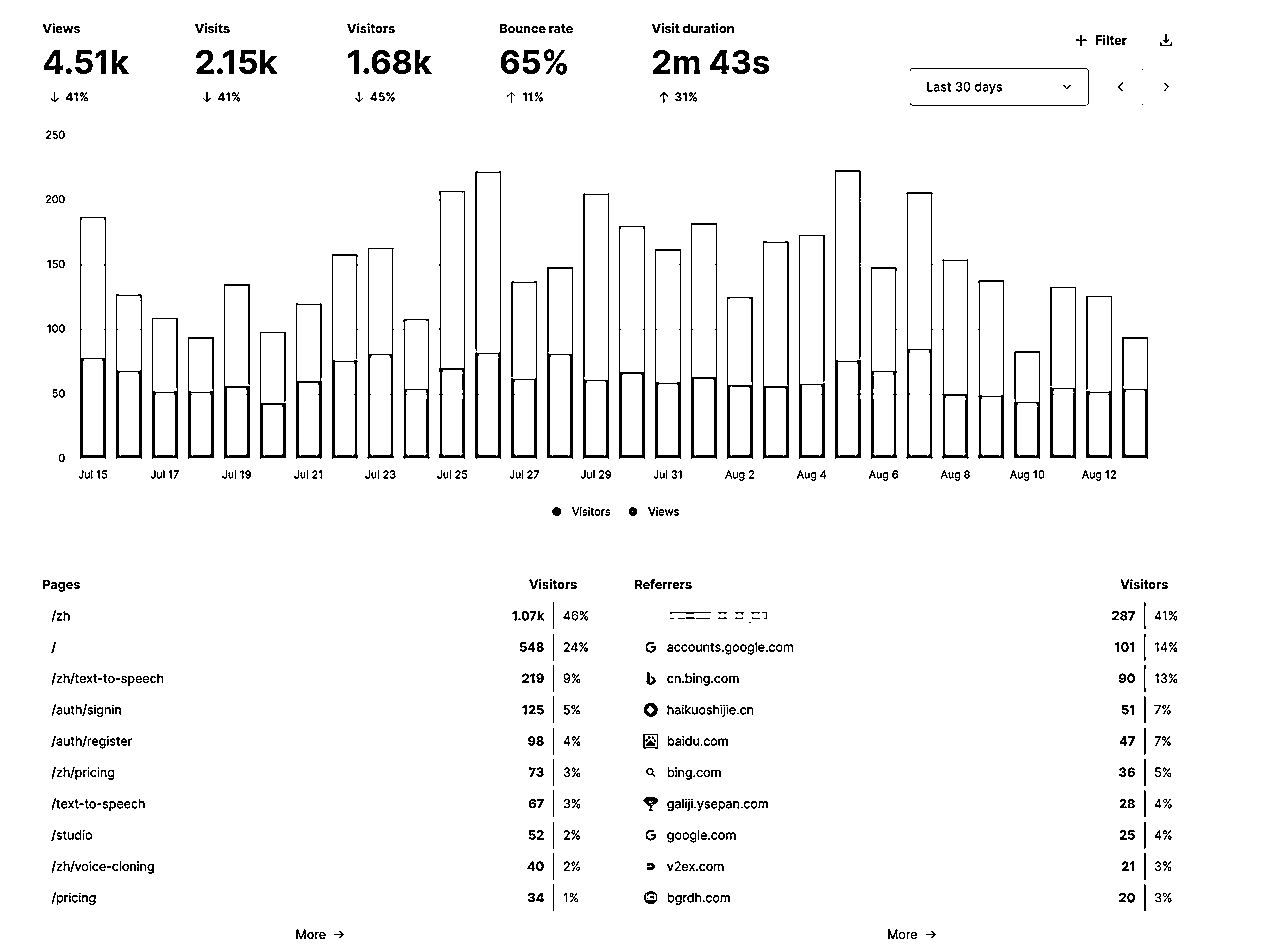 Views Visits Visitors Bounce rate Visit duration
4.51k 2.15k 1.68k 65% 2m 43s
↓ 41% ↓ 41% ↓ 45% ↑ 11% ↑ 31%
+ Filter
Last 30 days
250
200
150
100
50
0
Jul 15 Jul 17 Jul 19 Jul 21 Jul 23 Jul 25 Jul 27 Jul 29 Jul 31 Aug 2 Aug 4 Aug 6 Aug 8 Aug 10 Aug 12
Visitors Views
Pages Visitors
/zh 1.07k 46%
/ 548 24%
/zh/text-to-speech 219 9%
/auth/signin 125 5%
/auth/register 98 4%
/zh/pricing 73 3%
/text-to-speech 67 3%
/studio 52 2%
/zh/voice-cloning 40 2%
/pricing 34 1%
More →
Referrers Visitors
287 41%
accounts.google.com 101 14%
cn.bing.com 90 13%
haikuoshijie.cn 51 7%
baidu.com 47 7%
bing.com 36 5%
galiji.ysepan.com 28 4%
google.com 25 4%
v2ex.com 21 3%
bgrdh.com 20 3%
More →